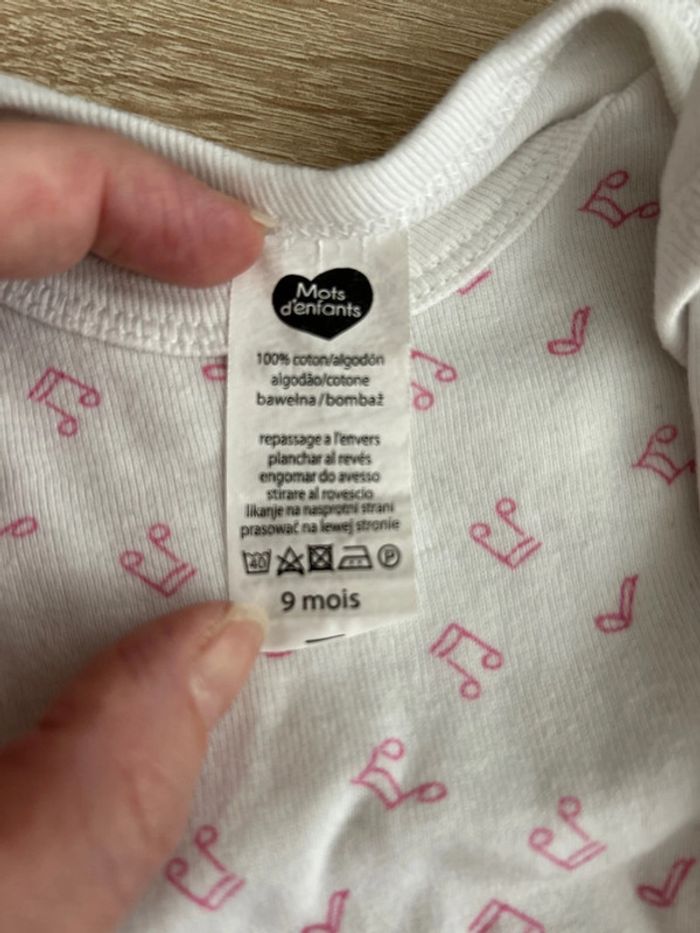 Mots
d'enfants
100% coton/algodón
algodão/cotone
bawełna/bombaž
repassage a l'envers
planchar al revés
engomar do avesso
stirare al rovescio
likanje na nasprotni strani
prasować na lewej stronie
40 P
9 mois